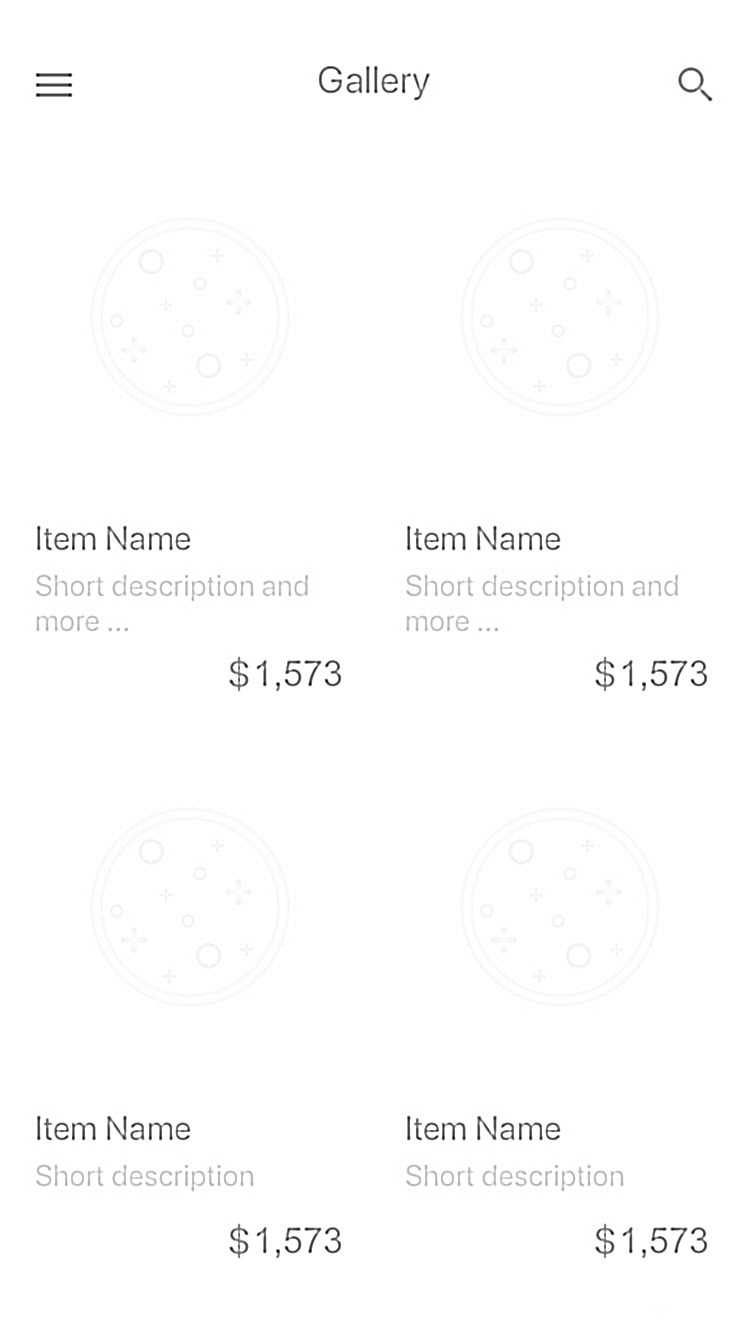 Gallery
Item Name
Short description and
more ...
$1,573
Item Name
Short description and
more ...
$1,573
Item Name
Short description
$1,573
Item Name
Short description
$1,573